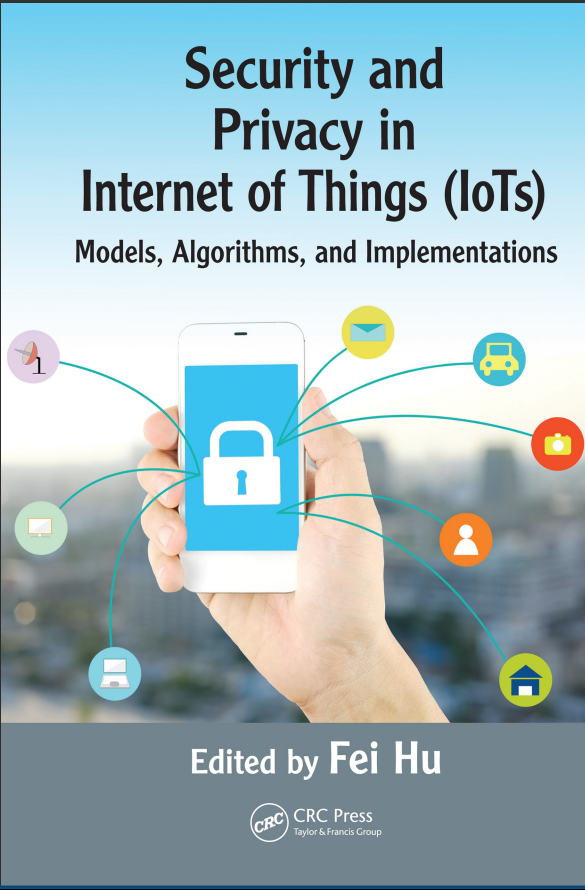 Security and
Privacy in
Internet of Things (IoTs)
Models, Algorithms, and Implementations
1
Edited by Fei Hu
CRC
CRC Press
Taylor & Francis Group